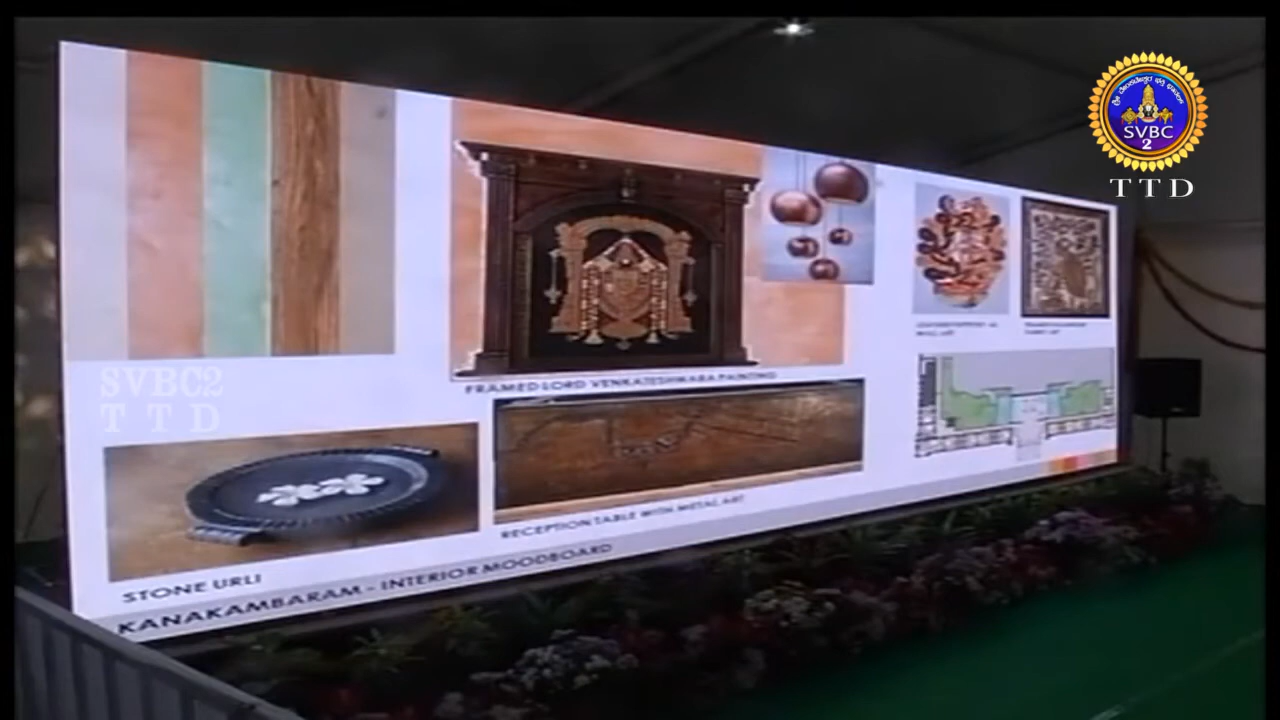 SVBC
2
TTD
SVBC2
TTD
FRAMED LORD VENKATESHWARA PAINTING
RECEPTION TABLE WITH METAL ART
STONE URLI
KANAKAMBARAM - INTERIOR MOODBOARD